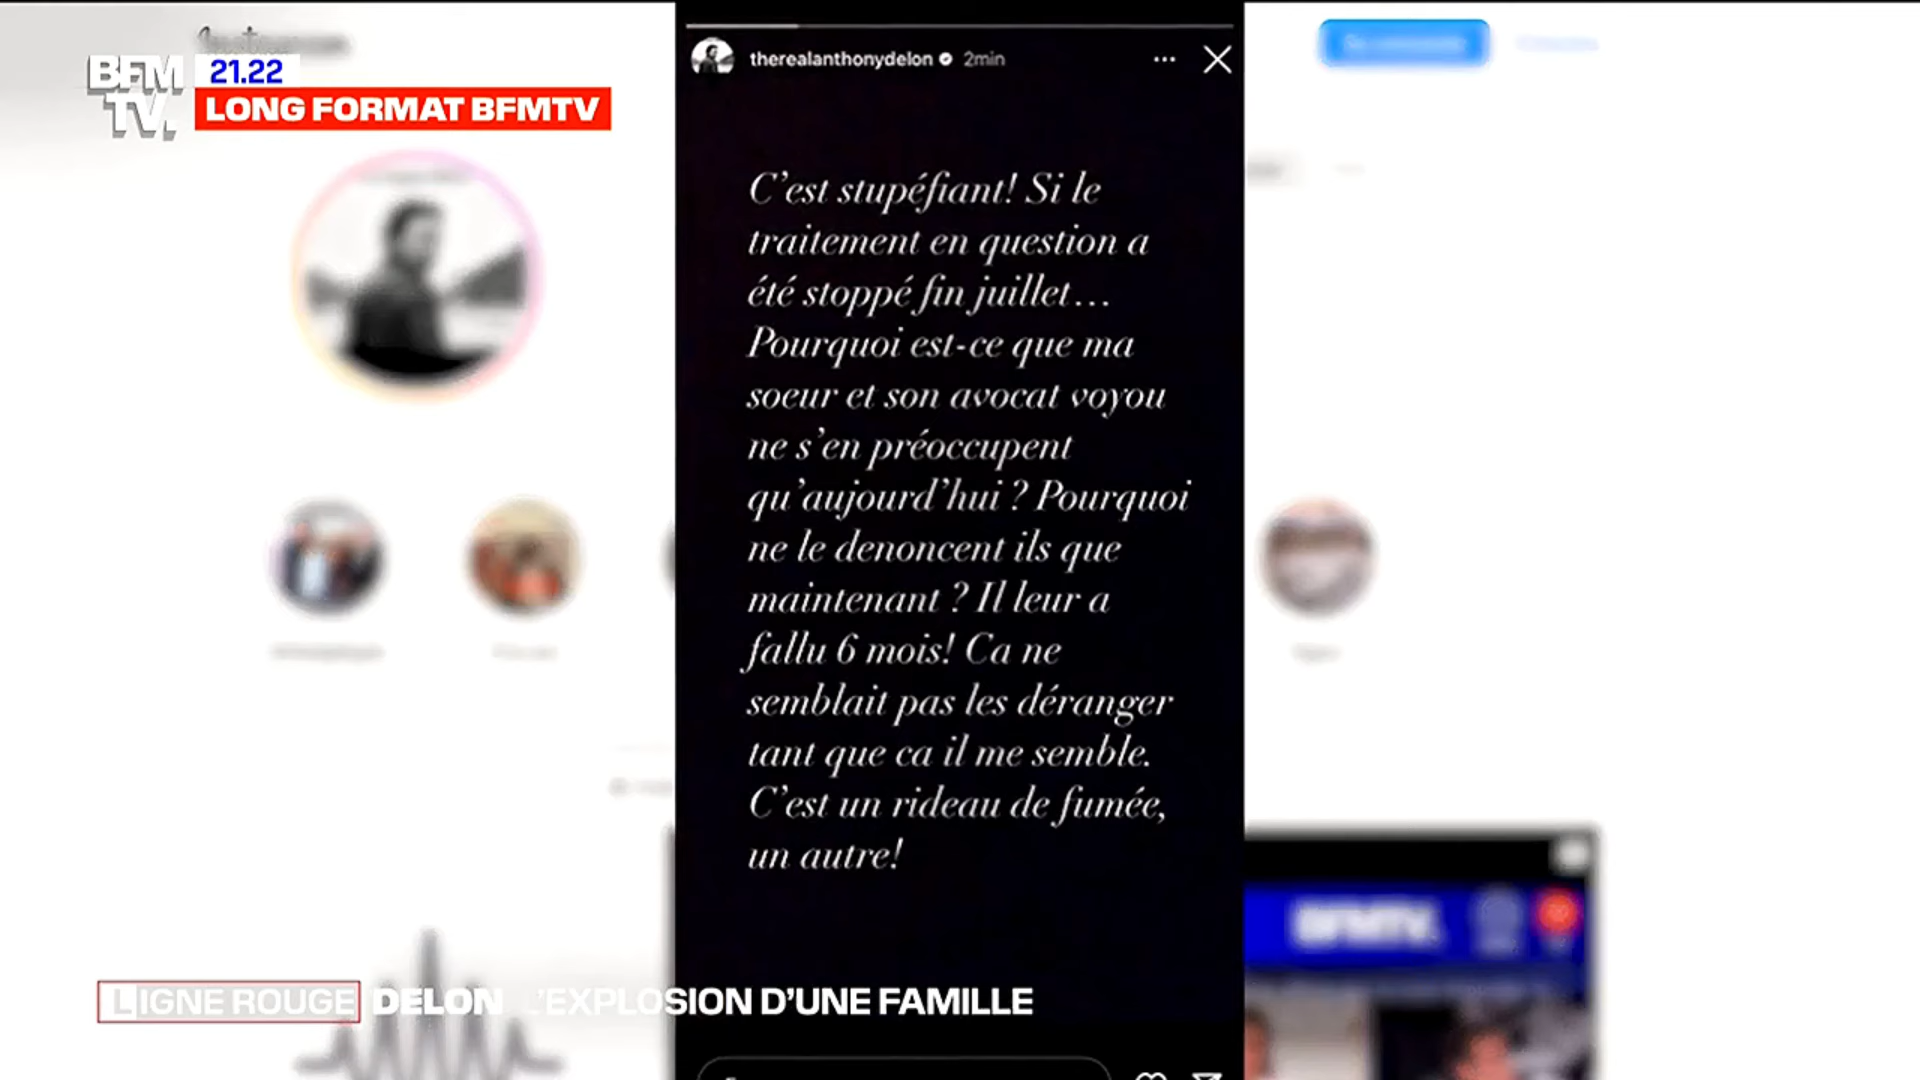 BFM
TV.
21.22
LONG FORMAT BFMTV
therealanthonydelon 2min
C’est stupéfiant! Si le
traitement en question a
été stoppé fin juillet…
Pourquoi est-ce que ma
soeur et son avocat voyou
ne s’en préoccupent
qu’aujourd’hui ? Pourquoi
ne le denoncent ils que
maintenant ? Il leur a
fallu 6 mois! Ca ne
semblait pas les déranger
tant que ca il me semble.
C’est un rideau de fumée,
un autre!
BFMTV.
LIGNE ROUGE DELON L’EXPLOSION D’UNE FAMILLE